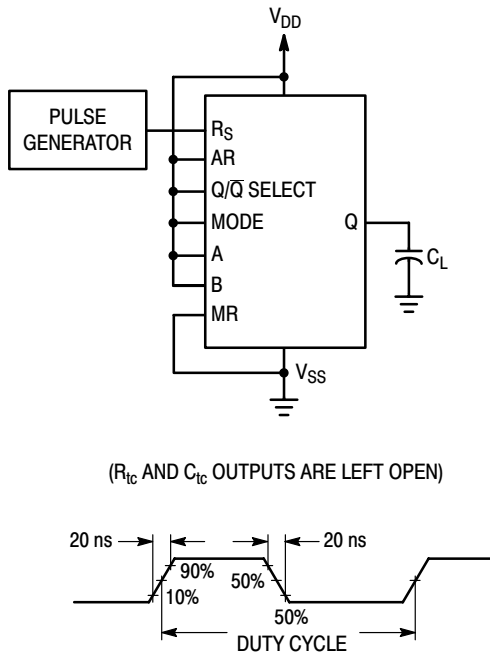 V_DD
PULSE
GENERATOR
R_S
AR
Q/Q̅ SELECT
MODE
Q
A
C_L
B
MR
V_SS
(R_tc AND C_tc OUTPUTS ARE LEFT OPEN)
20 ns
20 ns
90%
50%
10%
50%
DUTY CYCLE